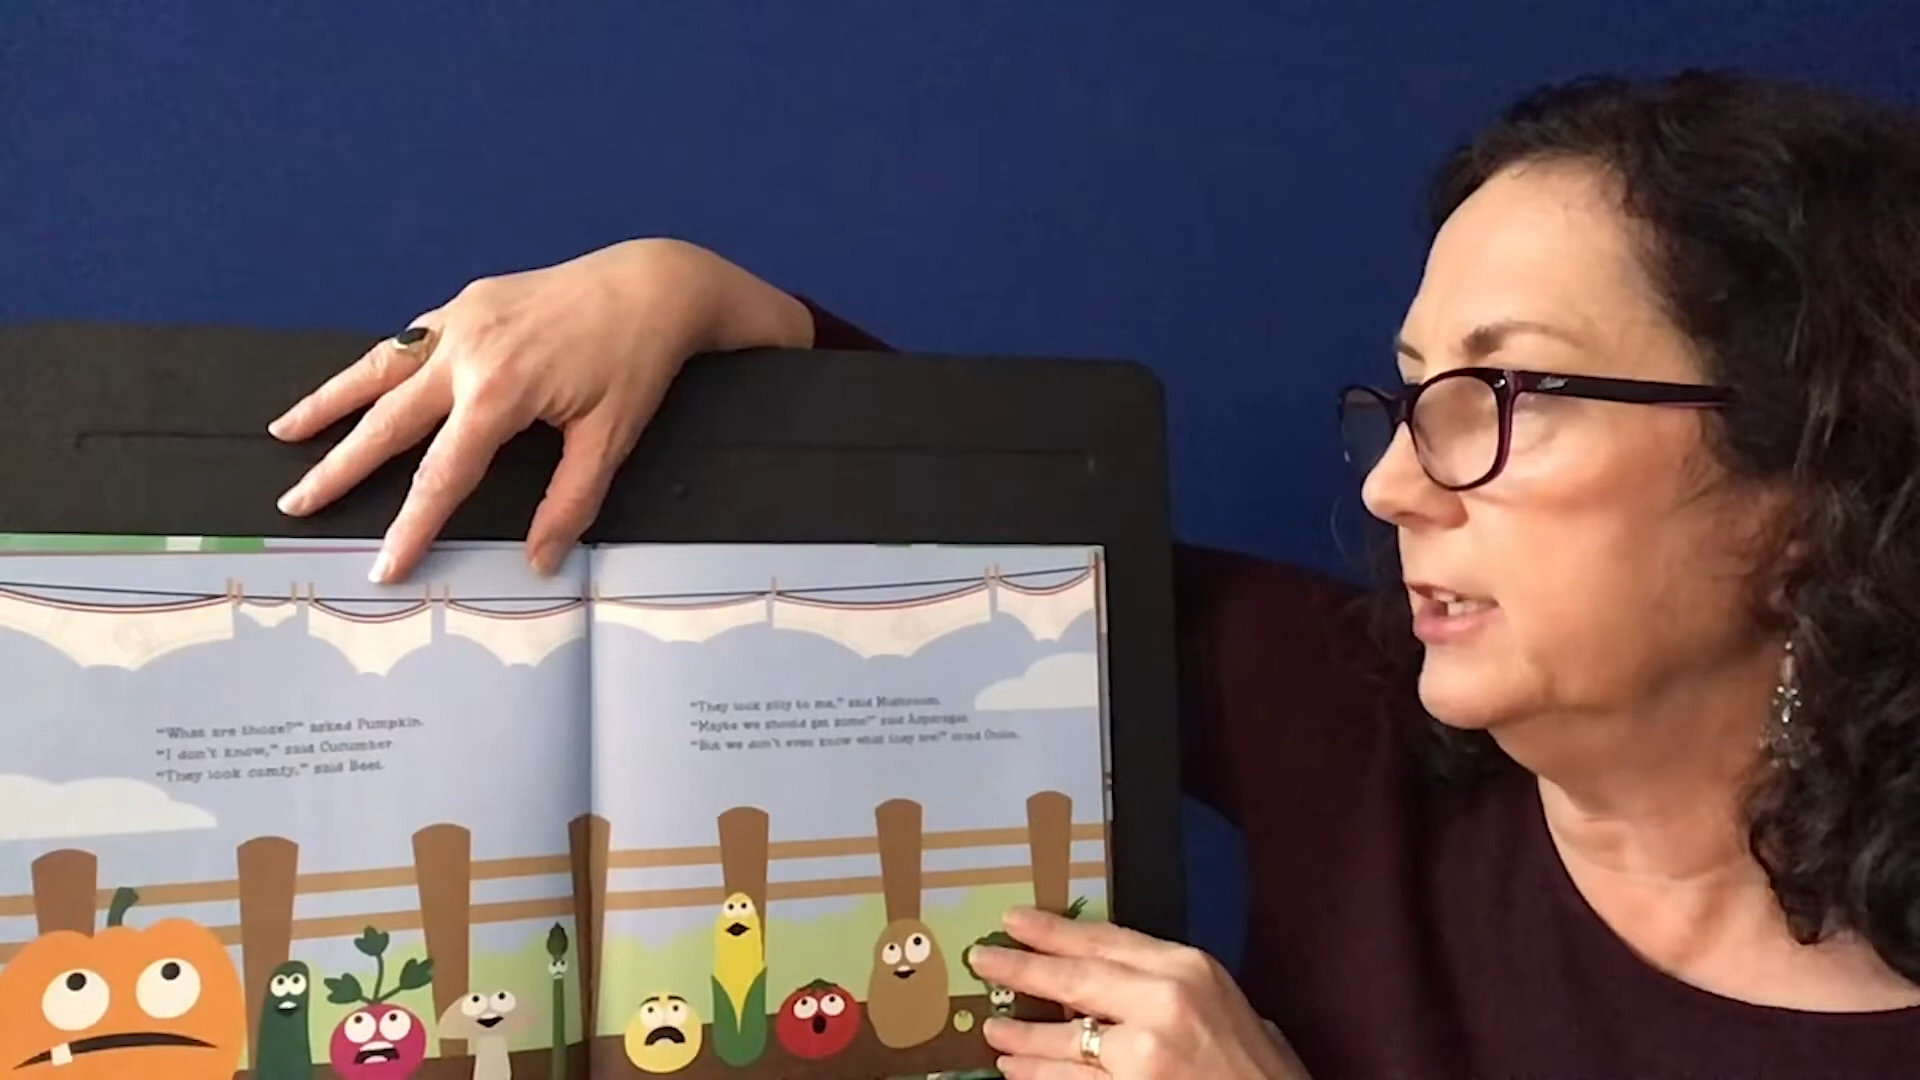 “What are those?” asked Pumpkin.
“I don’t know,” said Cucumber.
“They look comfy,” said Beet.
“They look silly to me,” said Mushroom.
“Maybe we should get some!” said Asparagus.
“But we don’t even know what they are!” cried Onion.